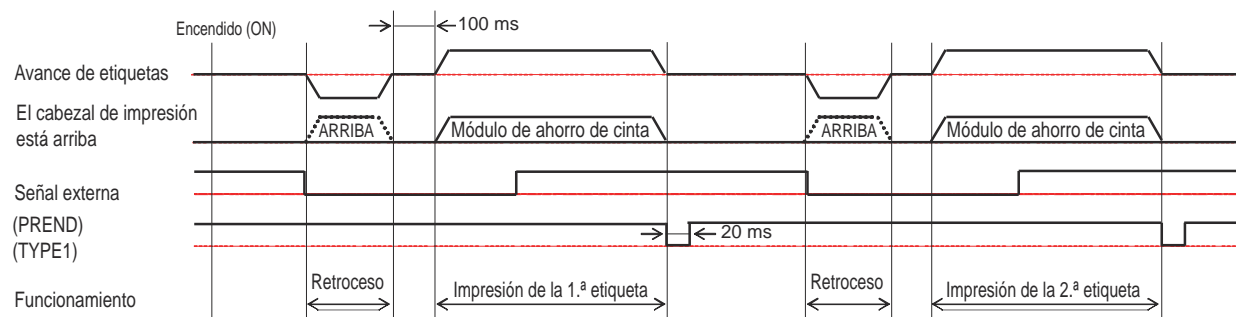 Encendido (ON)
100 ms
Avance de etiquetas
El cabezal de impresión
está arriba
ARRIBA
Módulo de ahorro de cinta
ARRIBA
Módulo de ahorro de cinta
Señal externa
(PREND)
(TYPE1)
20 ms
Funcionamiento
Retroceso
Impresión de la 1.ª etiqueta
Retroceso
Impresión de la 2.ª etiqueta